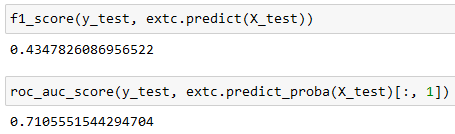 f1_score(y_test, extc.predict(X_test))
0.4347826086956522
roc_auc_score(y_test, extc.predict_proba(X_test)[:, 1])
0.7105551544294704